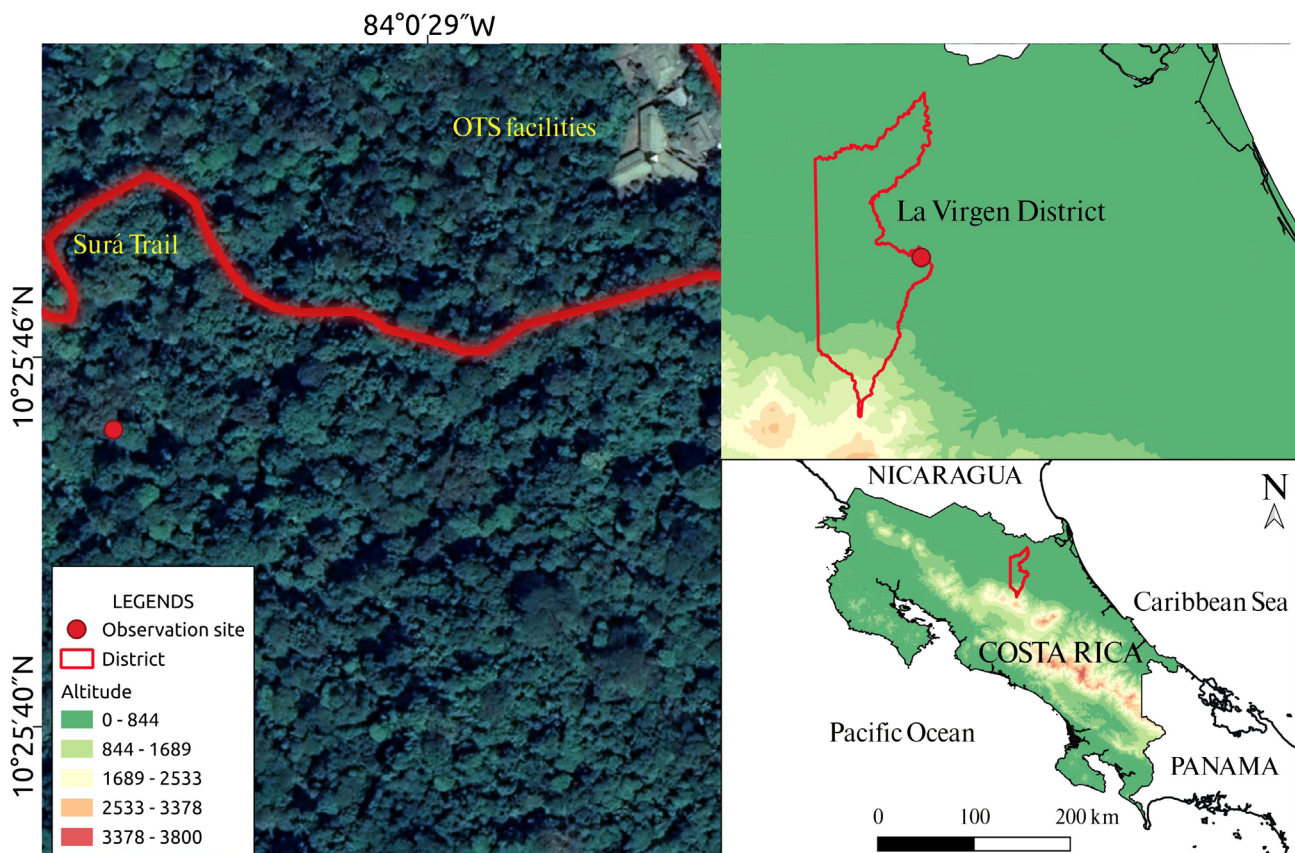 84°0′29″W
OTS facilities
Surá Trail
10°25′46″N
10°25′40″N
LEGENDS
Observation site
District
Altitude
0 - 844
844 - 1689
1689 - 2533
2533 - 3378
3378 - 3800
La Virgen District
NICARAGUA
N
Caribbean Sea
COSTA RICA
Pacific Ocean
PANAMA
0 100 200 km